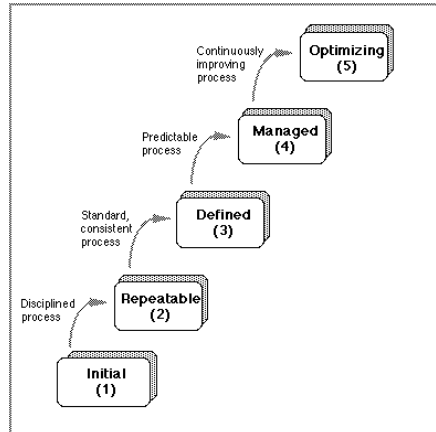 Continuously
improving
process
Optimizing
(5)
Predictable
process
Managed
(4)
Standard,
consistent
process
Defined
(3)
Disciplined
process
Repeatable
(2)
Initial
(1)